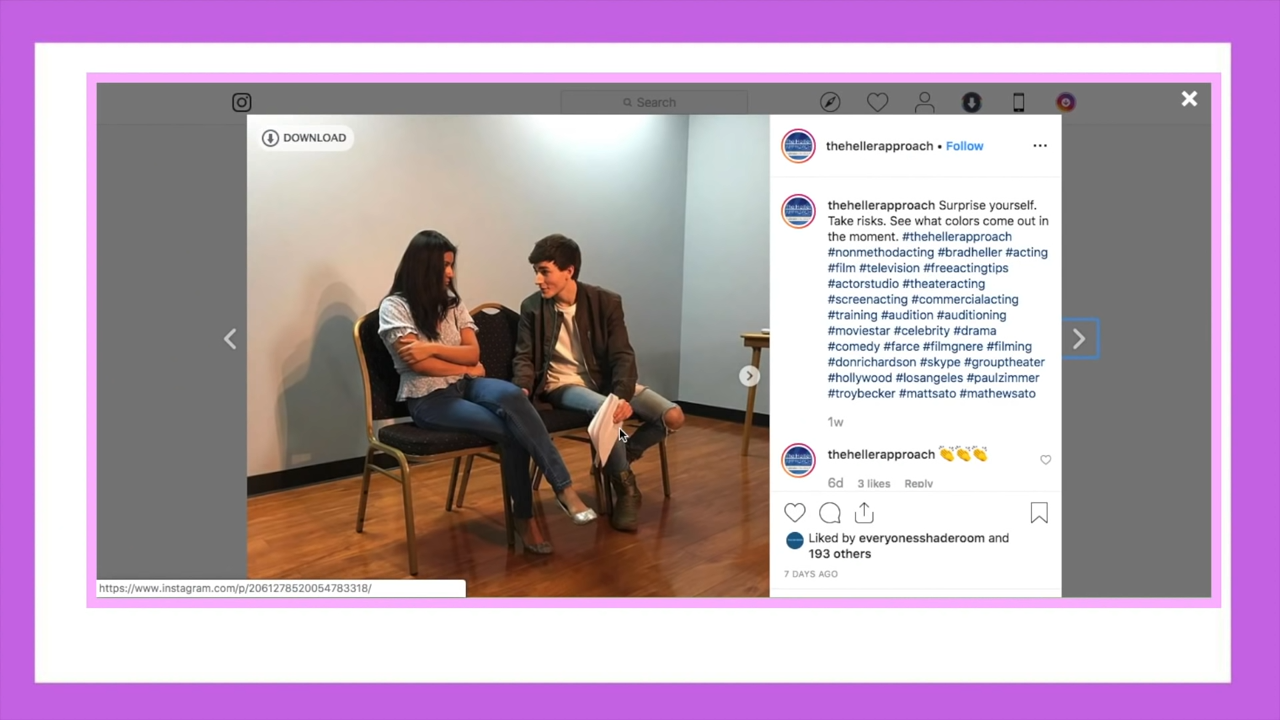 Search
DOWNLOAD
thehellerapproach • Follow
thehellerapproach Surprise yourself.
Take risks. See what colors come out in
the moment. #thehellerapproach
#nonmethodacting #bradheller #acting
#film #television #freeactingtips
#actorstudio #theateracting
#screenacting #commercialacting
#training #audition #auditioning
#moviestar #celebrity #drama
#comedy #farce #filmgnere #filming
#donrichardson #skype #grouptheater
#hollywood #losangeles #paulzimmer
#troybecker #mattsato #mathewsato
1w
thehellerapproach 👏👏👏
6d 3 likes Reply
Liked by everyonesshaderoom and
193 others
7 DAYS AGO
https://www.instagram.com/p/2061278520054783318/